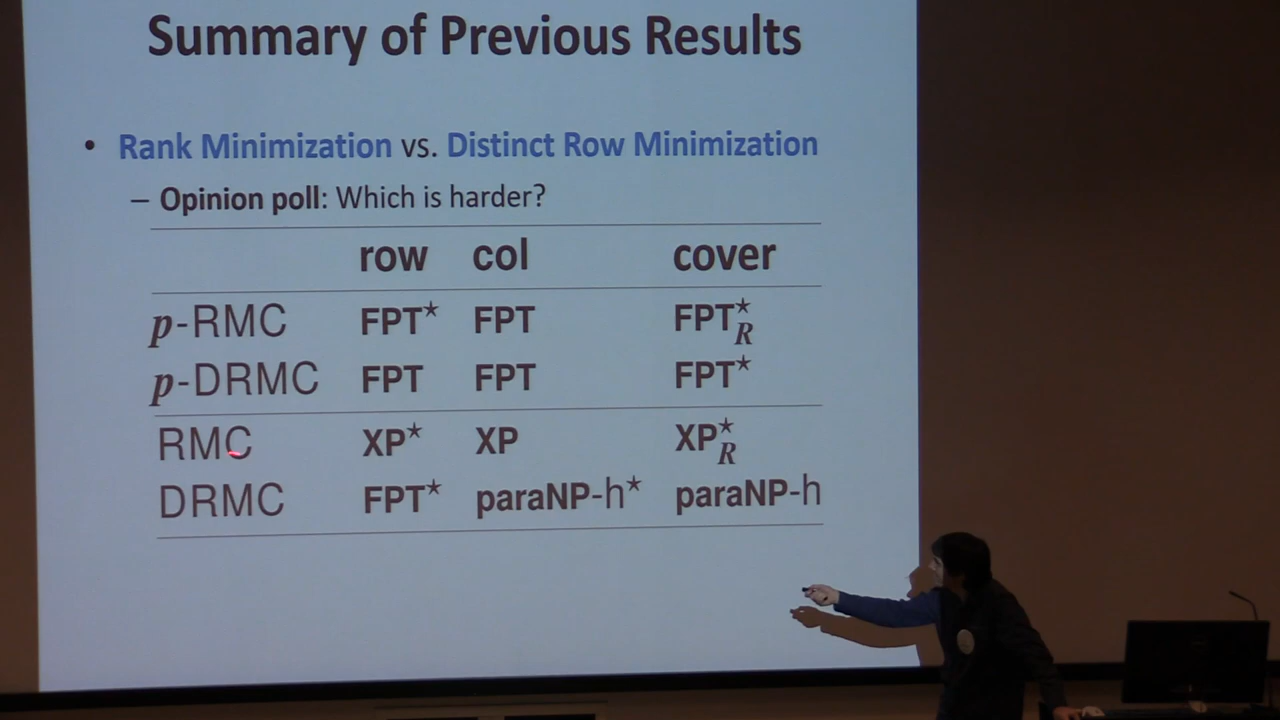 Summary of Previous Results
• Rank Minimization vs. Distinct Row Minimization
– Opinion poll: Which is harder?
row col cover
p-RMC FPT* FPT FPT*R
p-DRMC FPT FPT FPT*
RMC XP* XP XP*R
DRMC FPT* paraNP-h* paraNP-h